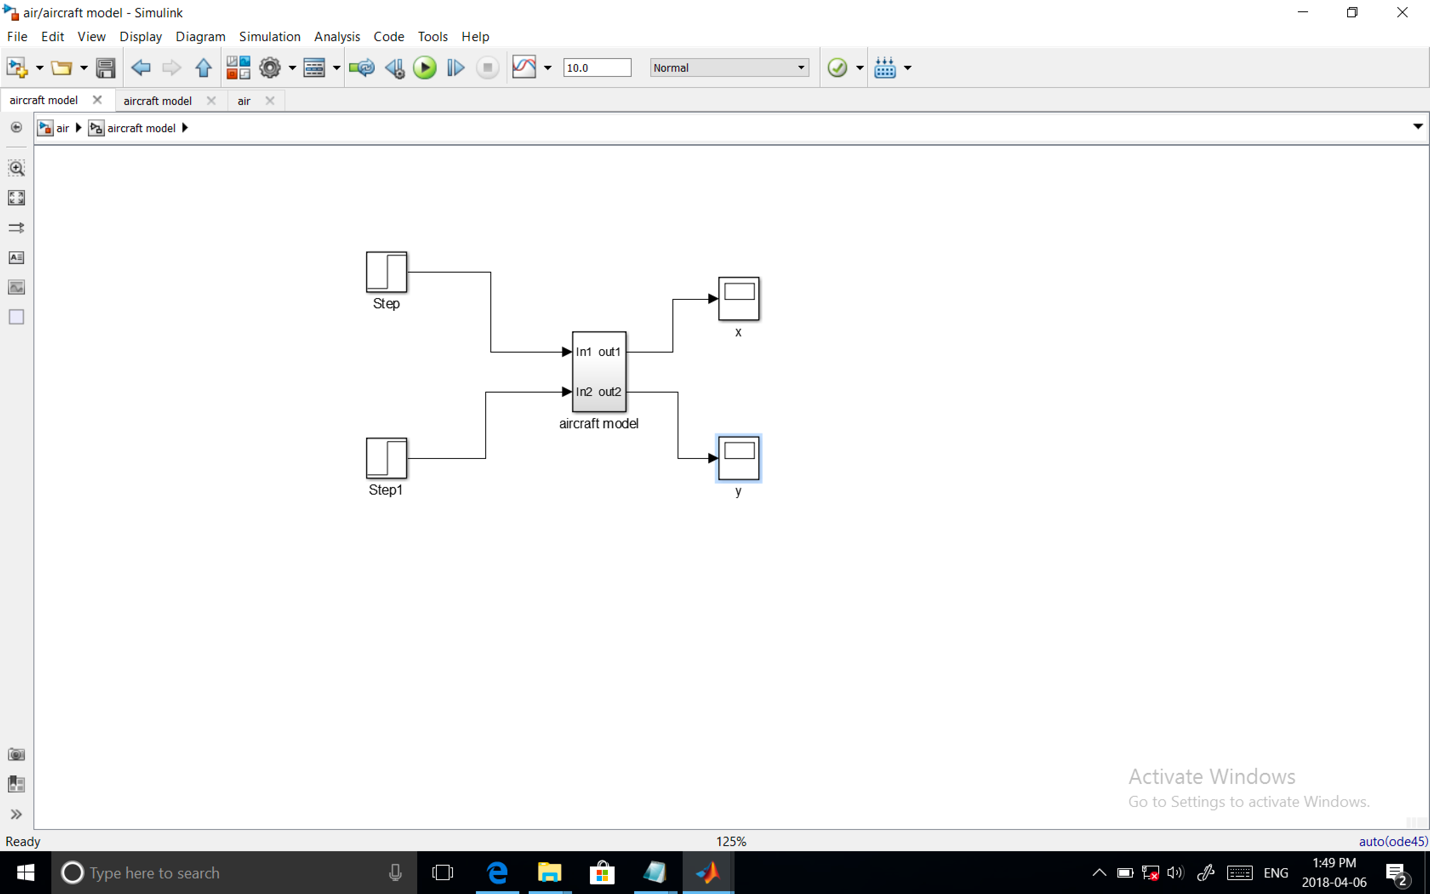 air/aircraft model - Simulink
File Edit View Display Diagram Simulation Analysis Code Tools Help
10.0 Normal
aircraft model aircraft model air
air aircraft model
Step
x
In1 out1
In2 out2
aircraft model
Step1
y
Activate Windows
Go to Settings to activate Windows.
Ready 125% auto(ode45)
Type here to search ENG 1:49 PM
2018-04-06 2